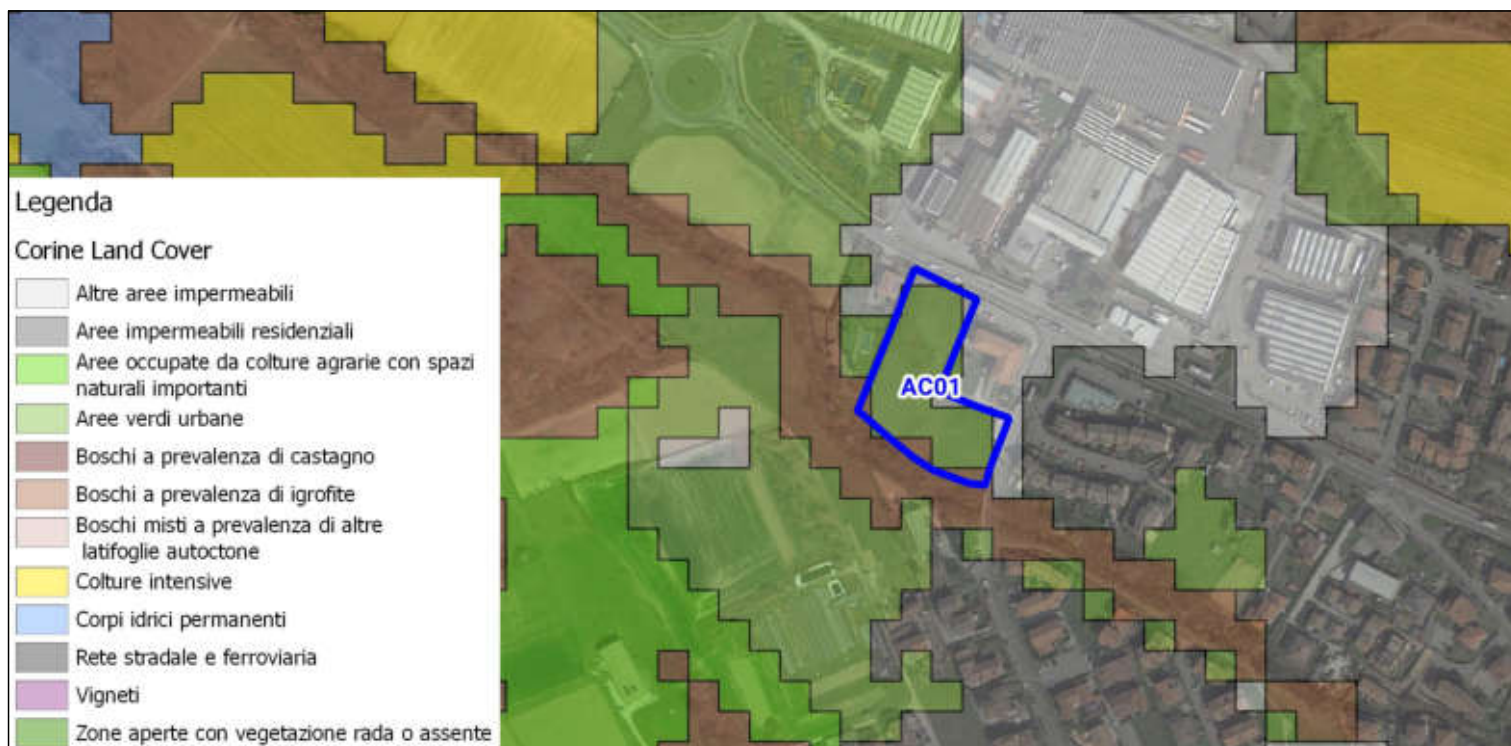 Legenda
Corine Land Cover
Altre aree impermeabili
Aree impermeabili residenziali
Aree occupate da colture agrarie con spazi
naturali importanti
Aree verdi urbane
Boschi a prevalenza di castagno
Boschi a prevalenza di igrofite
Boschi misti a prevalenza di altre
latifoglie autoctone
Colture intensive
Corpi idrici permanenti
Rete stradale e ferroviaria
Vigneti
Zone aperte con vegetazione rada o assente
AC01